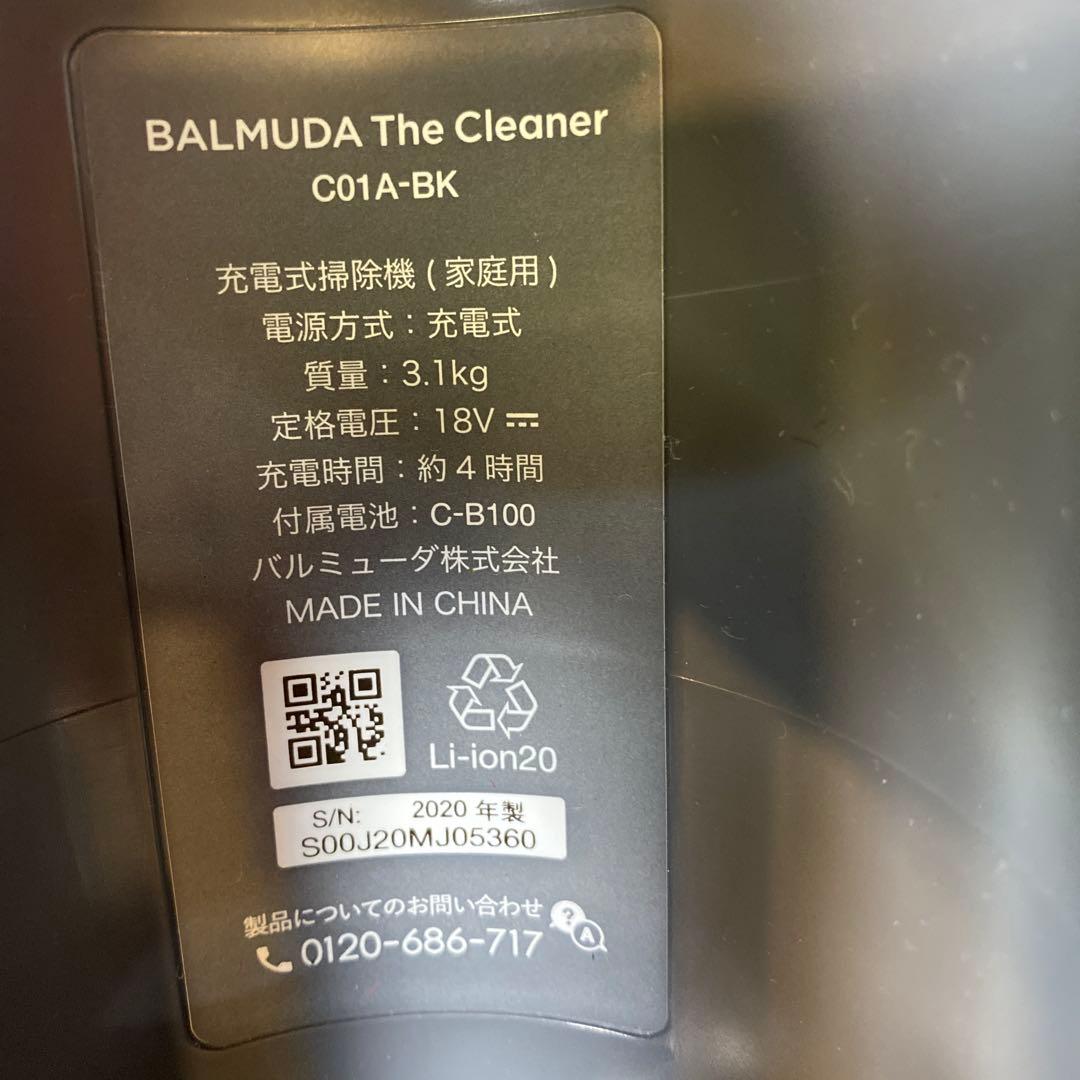 BALMUDA The Cleaner
C01A-BK
充電式掃除機 ( 家庭用 )
電源方式：充電式
質量：3.1kg
定格電圧：18V ⎓
充電時間：約 4 時間
付属電池：C-B100
バルミューダ株式会社
MADE IN CHINA
Li-ion20
S/N: 2020 年製
S00J20MJ05360
製品についてのお問い合わせ ? A
0120-686-717